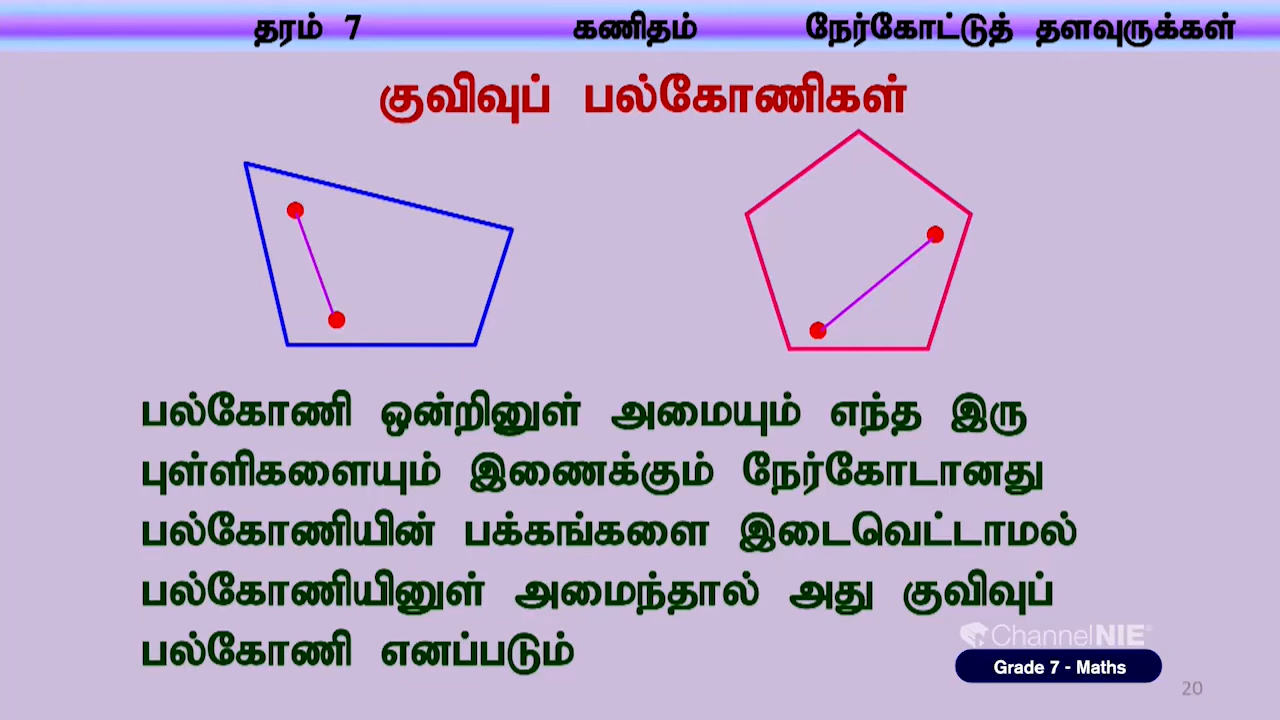 தரம் 7 கணிதம் நேர்கோட்டுத் தளவுருக்கள்
குவிவுப் பல்கோணிகள்
பல்கோணி ஒன்றினுள் அமையும் எந்த இரு
புள்ளிகளையும் இணைக்கும் நேர்கோடானது
பல்கோணியின் பக்கங்களை இடைவெட்டாமல்
பல்கோணியினுள் அமைந்தால் அது குவிவுப்
பல்கோணி எனப்படும்
ChannelNIE
Grade 7 - Maths
20